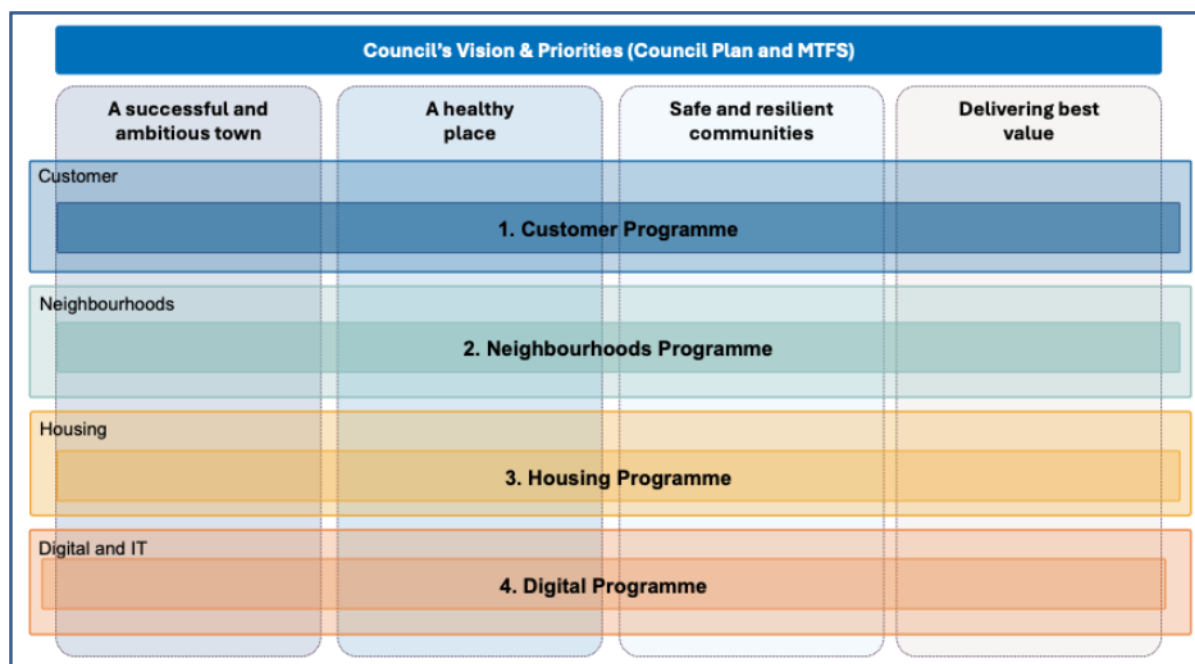 Council's Vision & Priorities (Council Plan and MTFS)
A successful and
ambitious town
A healthy
place
Safe and resilient
communities
Delivering best
value
Customer
1. Customer Programme
Neighbourhoods
2. Neighbourhoods Programme
Housing
3. Housing Programme
Digital and IT
4. Digital Programme